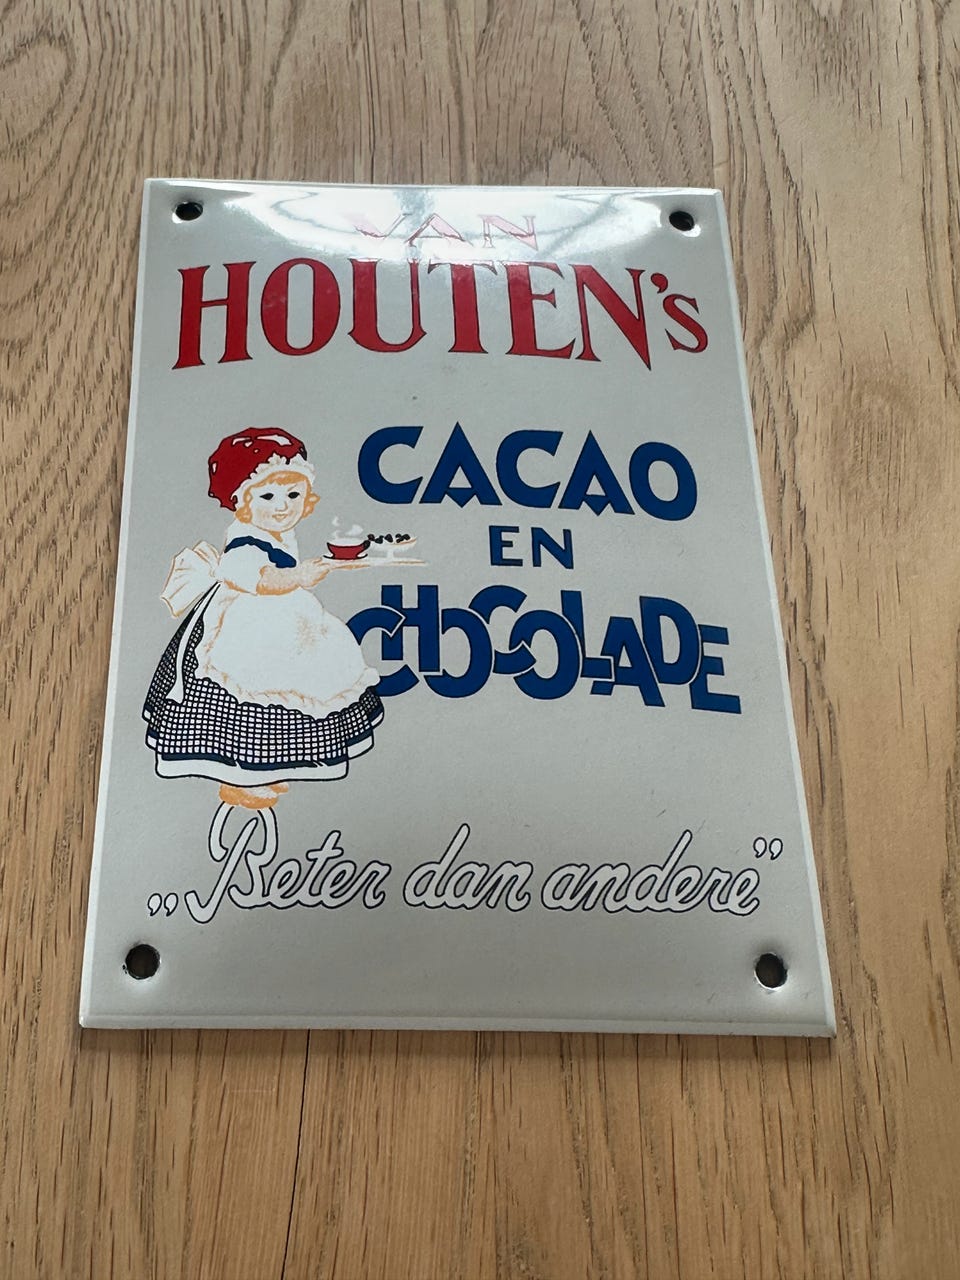 VAN
HOUTEN's
CACAO
EN
CHOCOLADE
„Beter dan andere”